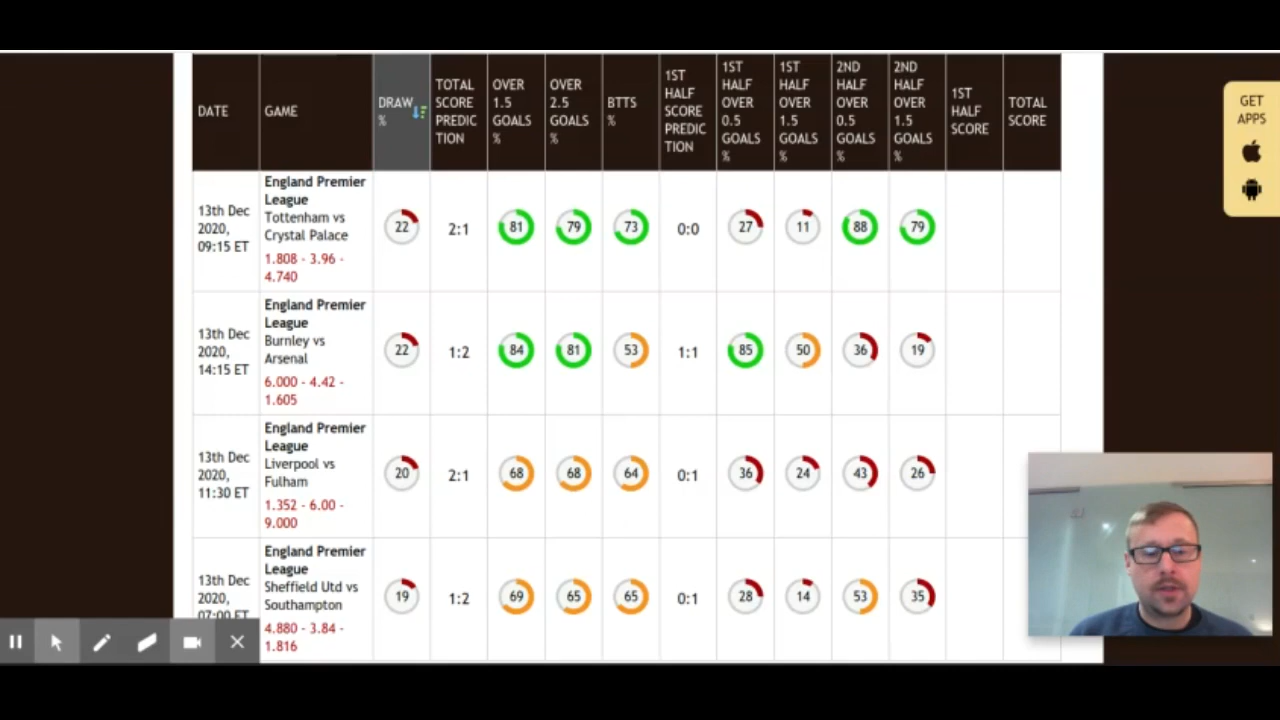 DATE
GAME
DRAW
%
TOTAL
SCORE
PREDIC
TION
OVER
1.5
GOALS
%
OVER
2.5
GOALS
%
BTTS
%
1ST
HALF
SCORE
PREDIC
TION
1ST
HALF
OVER
0.5
GOALS
%
1ST
HALF
OVER
1.5
GOALS
%
2ND
HALF
OVER
0.5
GOALS
%
2ND
HALF
OVER
1.5
GOALS
%
1ST
HALF
SCORE
TOTAL
SCORE
GET
APPS
13th Dec
2020,
09:15 ET
England Premier
League
Tottenham vs
Crystal Palace
1.808 - 3.96 -
4.740
22
2:1
81
79
73
0:0
27
11
88
79
13th Dec
2020,
14:15 ET
England Premier
League
Burnley vs
Arsenal
6.000 - 4.42 -
1.605
22
1:2
84
81
53
1:1
85
50
36
19
13th Dec
2020,
11:30 ET
England Premier
League
Liverpool vs
Fulham
1.352 - 6.00 -
9.000
20
2:1
68
68
64
0:1
36
24
43
26
13th Dec
2020,
07:00 ET
England Premier
League
Sheffield Utd vs
Southampton
4.880 - 3.84 -
1.816
19
1:2
69
65
65
0:1
28
14
53
35